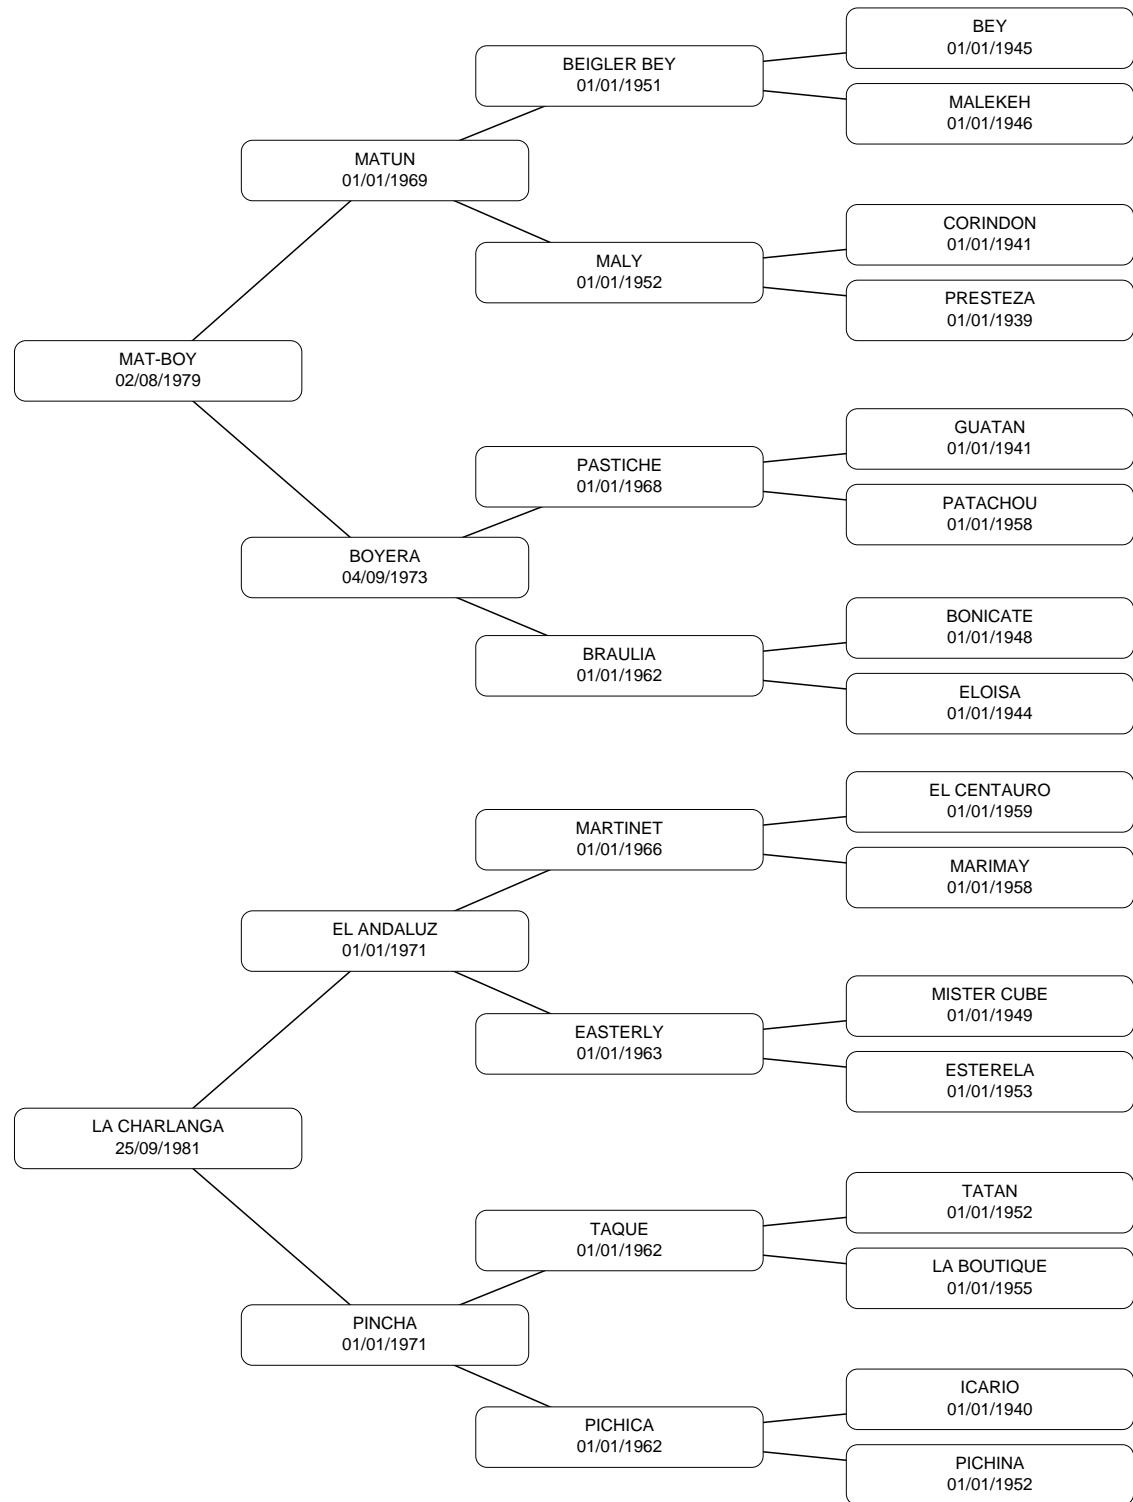 BEY
01/01/1945
BEIGLER BEY
01/01/1951
MALEKEH
01/01/1946
MATUN
01/01/1969
CORINDON
01/01/1941
MALY
01/01/1952
PRESTEZA
01/01/1939
MAT-BOY
02/08/1979
GUATAN
01/01/1941
PASTICHE
01/01/1968
PATACHOU
01/01/1958
BOYERA
04/09/1973
BONICATE
01/01/1948
BRAULIA
01/01/1962
ELOISA
01/01/1944
EL CENTAURO
01/01/1959
MARTINET
01/01/1966
MARIMAY
01/01/1958
EL ANDALUZ
01/01/1971
MISTER CUBE
01/01/1949
EASTERLY
01/01/1963
ESTERELA
01/01/1953
LA CHARLANGA
25/09/1981
TATAN
01/01/1952
TAQUE
01/01/1962
LA BOUTIQUE
01/01/1955
PINCHA
01/01/1971
ICARIO
01/01/1940
PICHICA
01/01/1962
PICHINA
01/01/1952